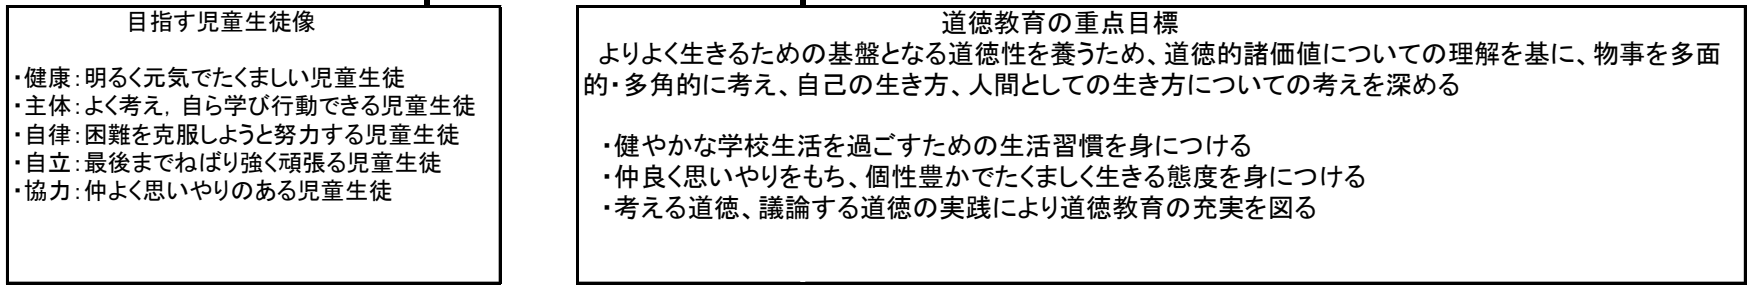 目指す児童生徒像
・健康：明るく元気でたくましい児童生徒
・主体：よく考え，自ら学び行動できる児童生徒
・自律：困難を克服しようと努力する児童生徒
・自立：最後までねばり強く頑張る児童生徒
・協力：仲よく思いやりのある児童生徒
道徳教育の重点目標
よりよく生きるための基盤となる道徳性を養うため、道徳的諸価値についての理解を基に、物事を多面
的・多角的に考え、自己の生き方、人間としての生き方についての考えを深める
・健やかな学校生活を過ごすための生活習慣を身につける
・仲良く思いやりをもち、個性豊かでたくましく生きる態度を身につける
・考える道徳、議論する道徳の実践により道徳教育の充実を図る